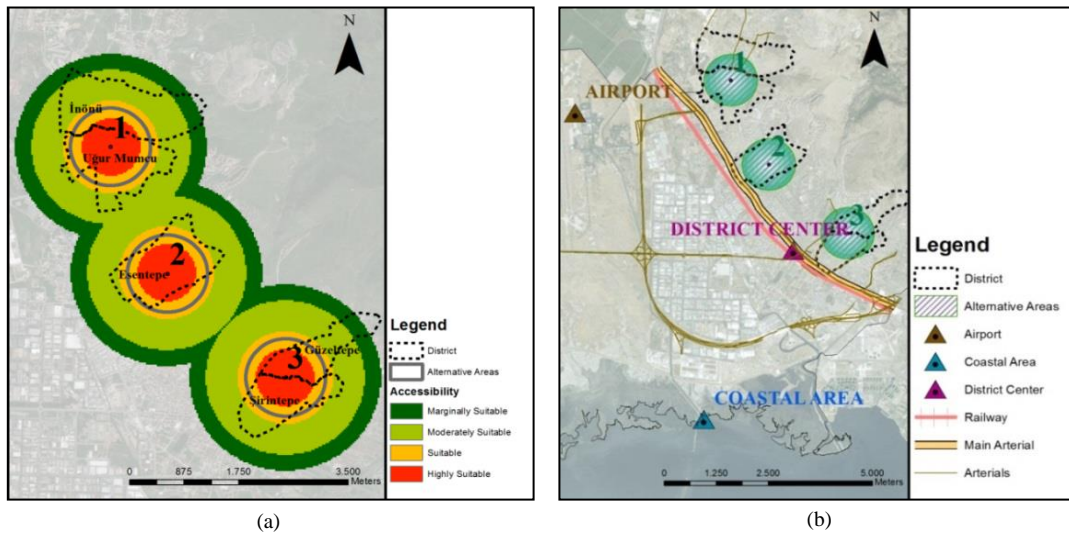 N
İnönü
1
Uğur Mumcu
2
Esentepe
3
Güzeltepe
Şirintepe
Legend
District
Alternative Areas
Accessibility
Marginally Suitable
Moderately Suitable
Suitable
Highly Suitable
0 875 1.750 3.500
Meters
(a)
N
1
AIRPORT
2
3
DISTRICT CENTER
COASTAL AREA
Legend
District
Alternative Areas
Airport
Coastal Area
District Center
Railway
Main Arterial
Arterials
0 1.250 2.500 5.000
Meters
(b)